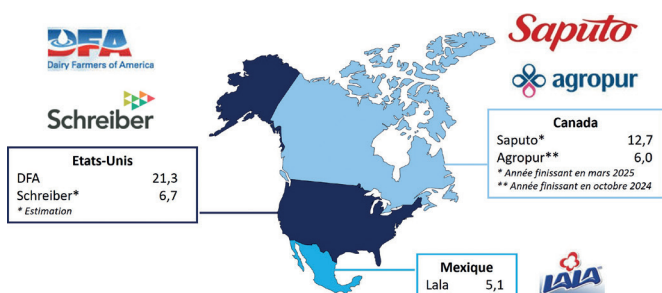 DFA
Dairy Farmers of America
Schreiber
Etats-Unis
DFA 21,3
Schreiber* 6,7
* Estimation
Saputo
agropur
Canada
Saputo* 12,7
Agropur** 6,0
* Année finissant en mars 2025
** Année finissant en octobre 2024
Mexique
Lala 5,1
LALA